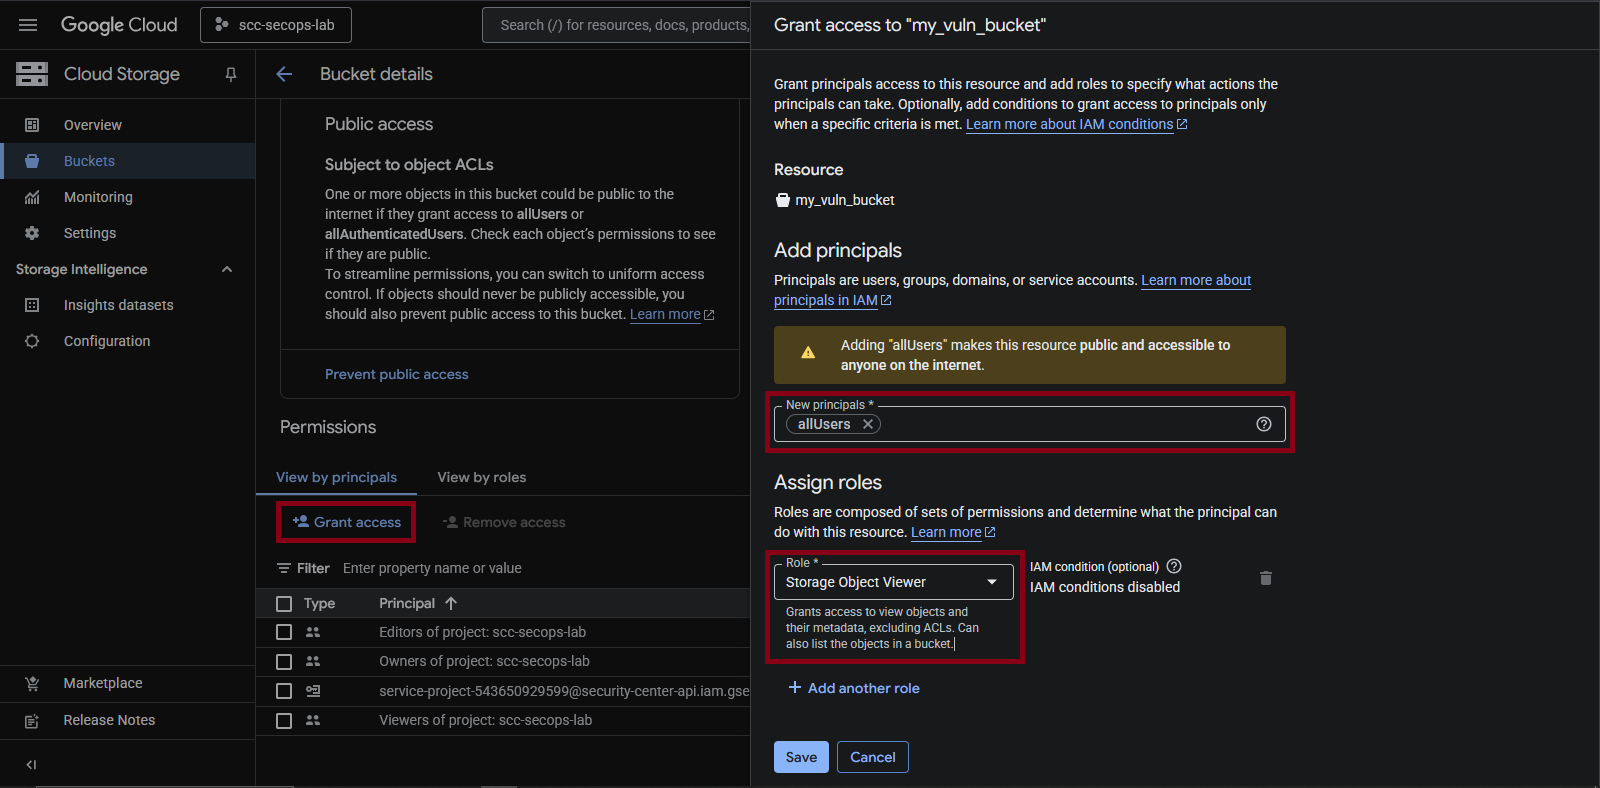 Google Cloud
scc-secops-lab
Search (/) for resources, docs, products,
Cloud Storage
Overview
Buckets
Monitoring
Settings
Storage Intelligence
Insights datasets
Configuration
Marketplace
Release Notes
Bucket details
Public access
Subject to object ACLs
One or more objects in this bucket could be public to the
internet if they grant access to allUsers or
allAuthenticatedUsers. Check each object's permissions to see
if they are public.
To streamline permissions, you can switch to uniform access
control. If objects should never be publicly accessible, you
should also prevent public access to this bucket. Learn more
Prevent public access
Permissions
View by principals
View by roles
Grant access
Remove access
Filter Enter property name or value
Type Principal
Editors of project: scc-secops-lab
Owners of project: scc-secops-lab
service-project-543650929599@security-center-api.iam.gse
Viewers of project: scc-secops-lab
Grant access to "my_vuln_bucket"
Grant principals access to this resource and add roles to specify what actions the
principals can take. Optionally, add conditions to grant access to principals only
when a specific criteria is met. Learn more about IAM conditions
Resource
my_vuln_bucket
Add principals
Principals are users, groups, domains, or service accounts. Learn more about
principals in IAM
Adding "allUsers" makes this resource public and accessible to
anyone on the internet.
New principals *
allUsers
Assign roles
Roles are composed of sets of permissions and determine what the principal can
do with this resource. Learn more
Role *
Storage Object Viewer
Grants access to view objects and
their metadata, excluding ACLs. Can
also list the objects in a bucket.
IAM condition (optional)
IAM conditions disabled
Add another role
Save
Cancel